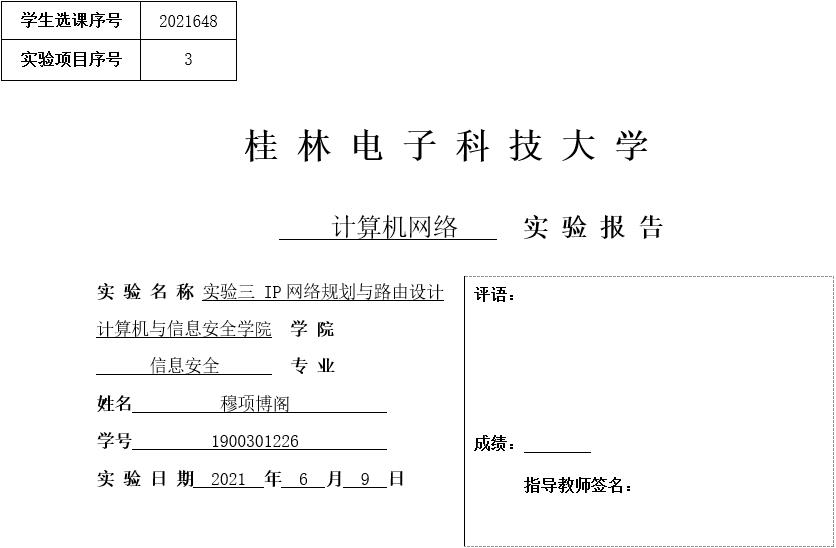 学生选课序号 2021648
实验项目序号 3
桂林电子科技大学
计算机网络 实验报告
实验名称 实验三 IP网络规划与路由设计
计算机与信息安全学院 学院
信息安全 专业
姓名 穆项博阁
学号 1900301226
实验日期 2021 年 6 月 9 日
评语：
成绩：
指导教师签名：